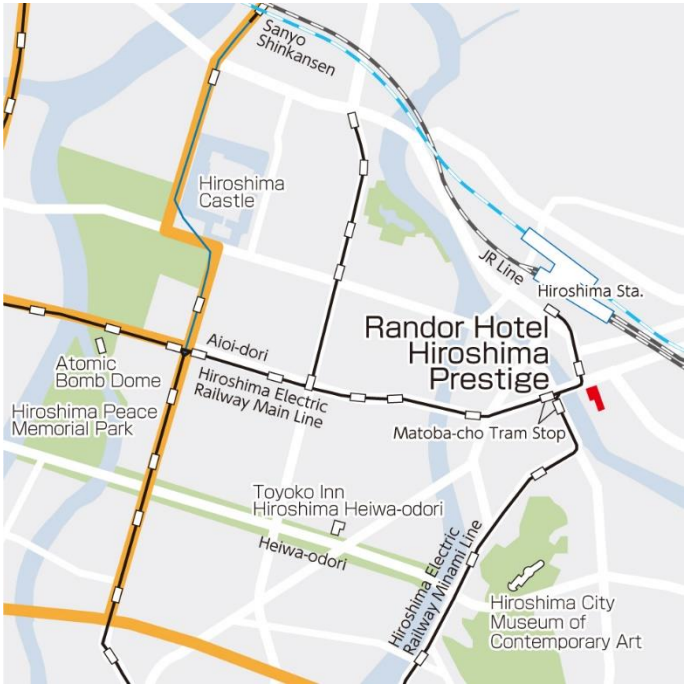 Sanyo
Shinkansen
Hiroshima
Castle
JR Line
Hiroshima Sta.
Randor Hotel
Hiroshima
Prestige
Aioi-dori
Atomic
Bomb Dome
Hiroshima Electric
Railway Main Line
Hiroshima Peace
Memorial Park
Matoba-cho Tram Stop
Toyoko Inn
Hiroshima Heiwa-odori
Heiwa-odori
Hiroshima Electric
Railway Minami Line
Hiroshima City
Museum of
Contemporary Art